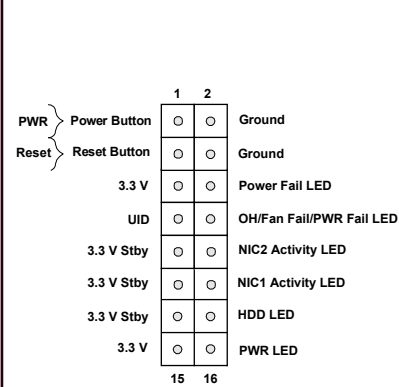 1 2
PWR Power Button Ground
Reset Reset Button Ground
3.3 V Power Fail LED
UID OH/Fan Fail/PWR Fail LED
3.3 V Stby NIC2 Activity LED
3.3 V Stby NIC1 Activity LED
3.3 V Stby HDD LED
3.3 V PWR LED
15 16